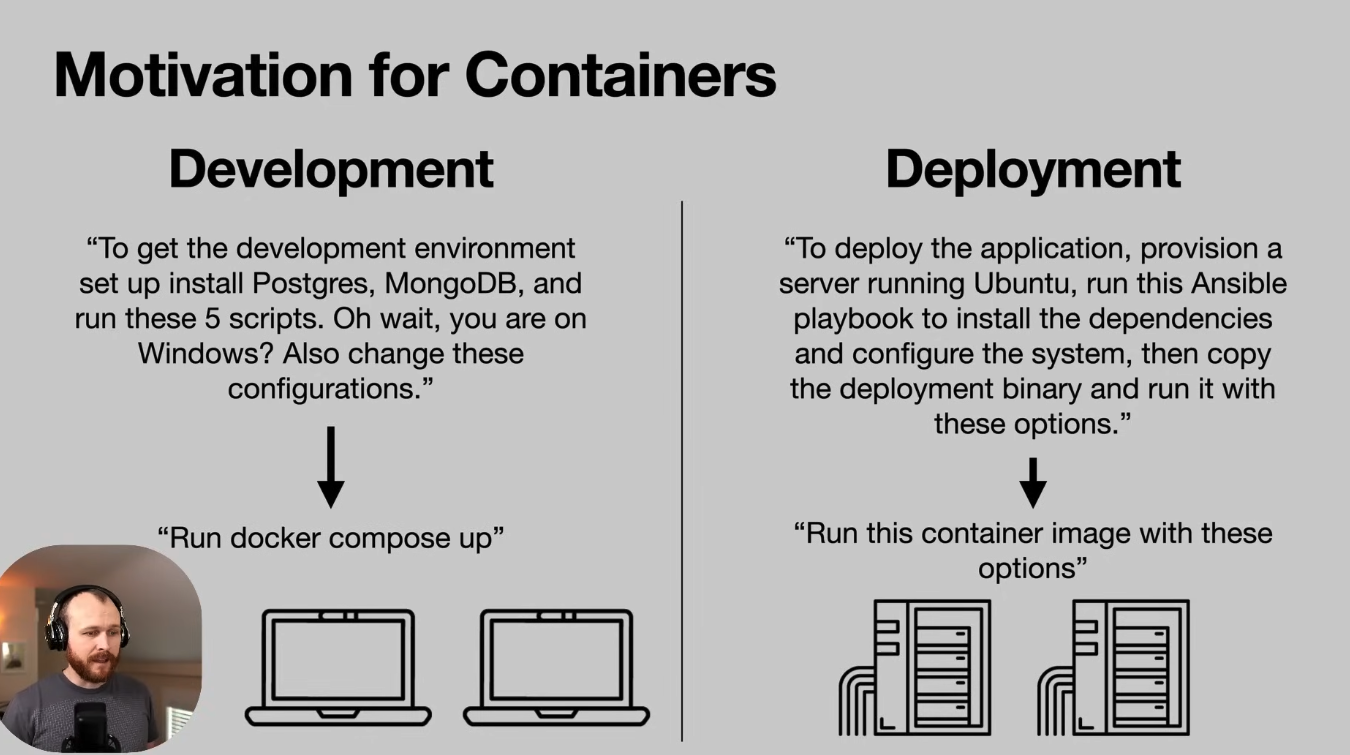 Motivation for Containers
Development
“To get the development environment
set up install Postgres, MongoDB, and
run these 5 scripts. Oh wait, you are on
Windows? Also change these
configurations.”
“Run docker compose up”
Deployment
“To deploy the application, provision a
server running Ubuntu, run this Ansible
playbook to install the dependencies
and configure the system, then copy
the deployment binary and run it with
these options.”
“Run this container image with these
options”